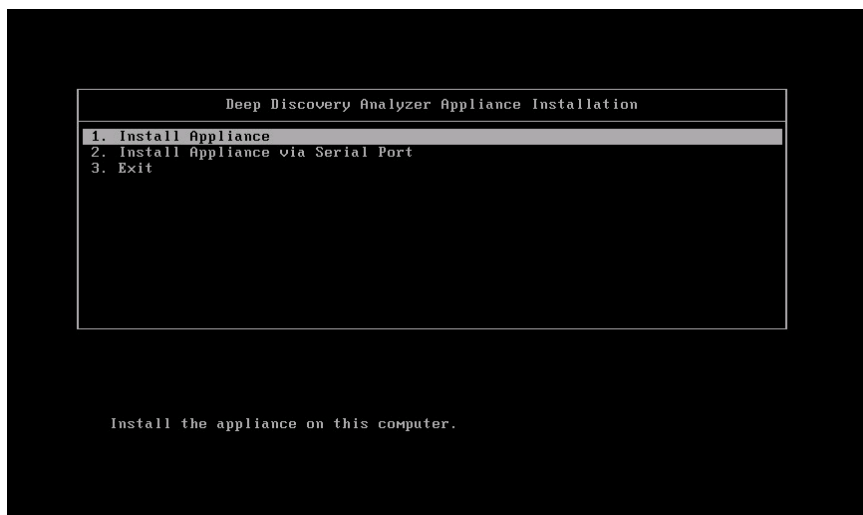 Deep Discovery Analyzer Appliance Installation
1. Install Appliance
2. Install Appliance via Serial Port
3. Exit
Install the appliance on this computer.